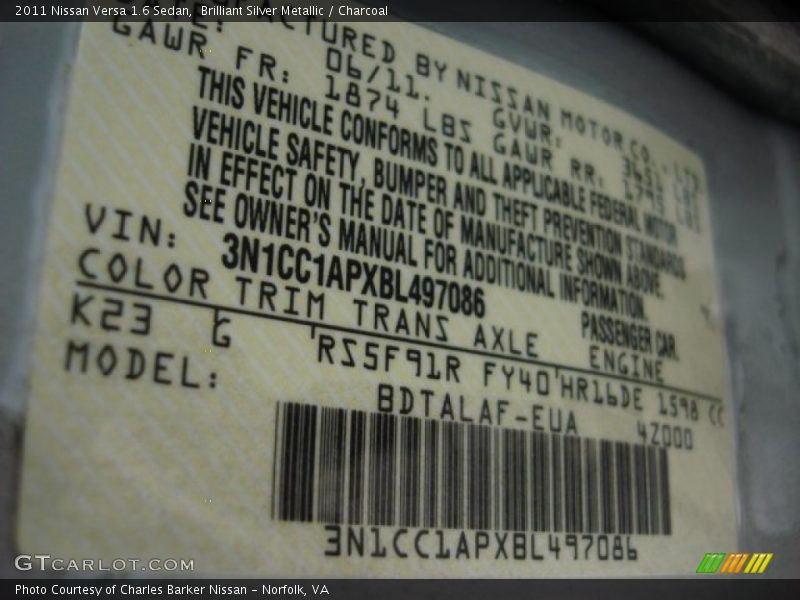 2011 Nissan Versa 1.6 Sedan, Brilliant Silver Metallic / Charcoal
BY NISSAN MOTOR CO.
06/11. GVWR:
GAWR FR: 1874 LBS GAWR RR:
THIS VEHICLE CONFORMS TO ALL APPLICABLE FEDERAL MOTOR
VEHICLE SAFETY, BUMPER AND THEFT PREVENTION STANDARDS
IN EFFECT ON THE DATE OF MANUFACTURE SHOWN ABOVE.
SEE OWNER'S MANUAL FOR ADDITIONAL INFORMATION.
VIN: 3N1CC1APXBL497086 PASSENGER CAR.
COLOR TRIM TRANS AXLE ENGINE
K23 G RS5F91R FY40 HR16DE 1598 CC
MODEL: BDTALAF-EUA 4Z000
3N1CC1APXBL497086
GTCARLOT.COM
Photo Courtesy of Charles Barker Nissan - Norfolk, VA